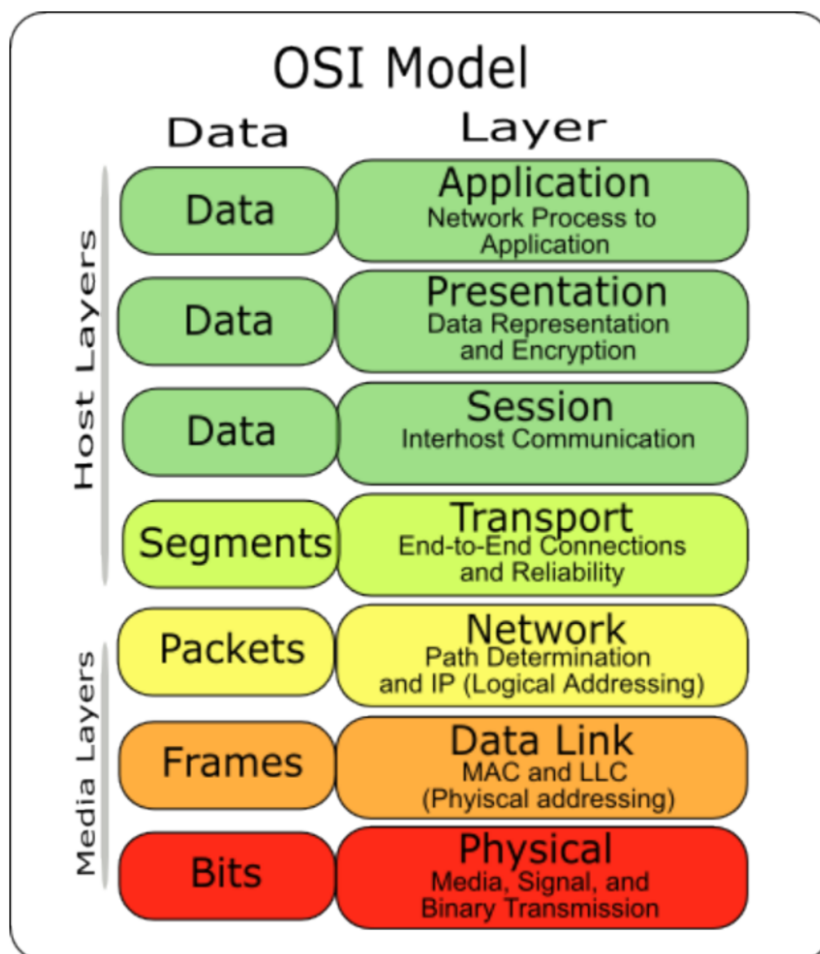 OSI Model
Data Layer
Host Layers
Data
Application
Network Process to
Application
Data
Presentation
Data Representation
and Encryption
Data
Session
Interhost Communication
Segments
Transport
End-to-End Connections
and Reliability
Media Layers
Packets
Network
Path Determination
and IP (Logical Addressing)
Frames
Data Link
MAC and LLC
(Phyiscal addressing)
Bits
Physical
Media, Signal, and
Binary Transmission